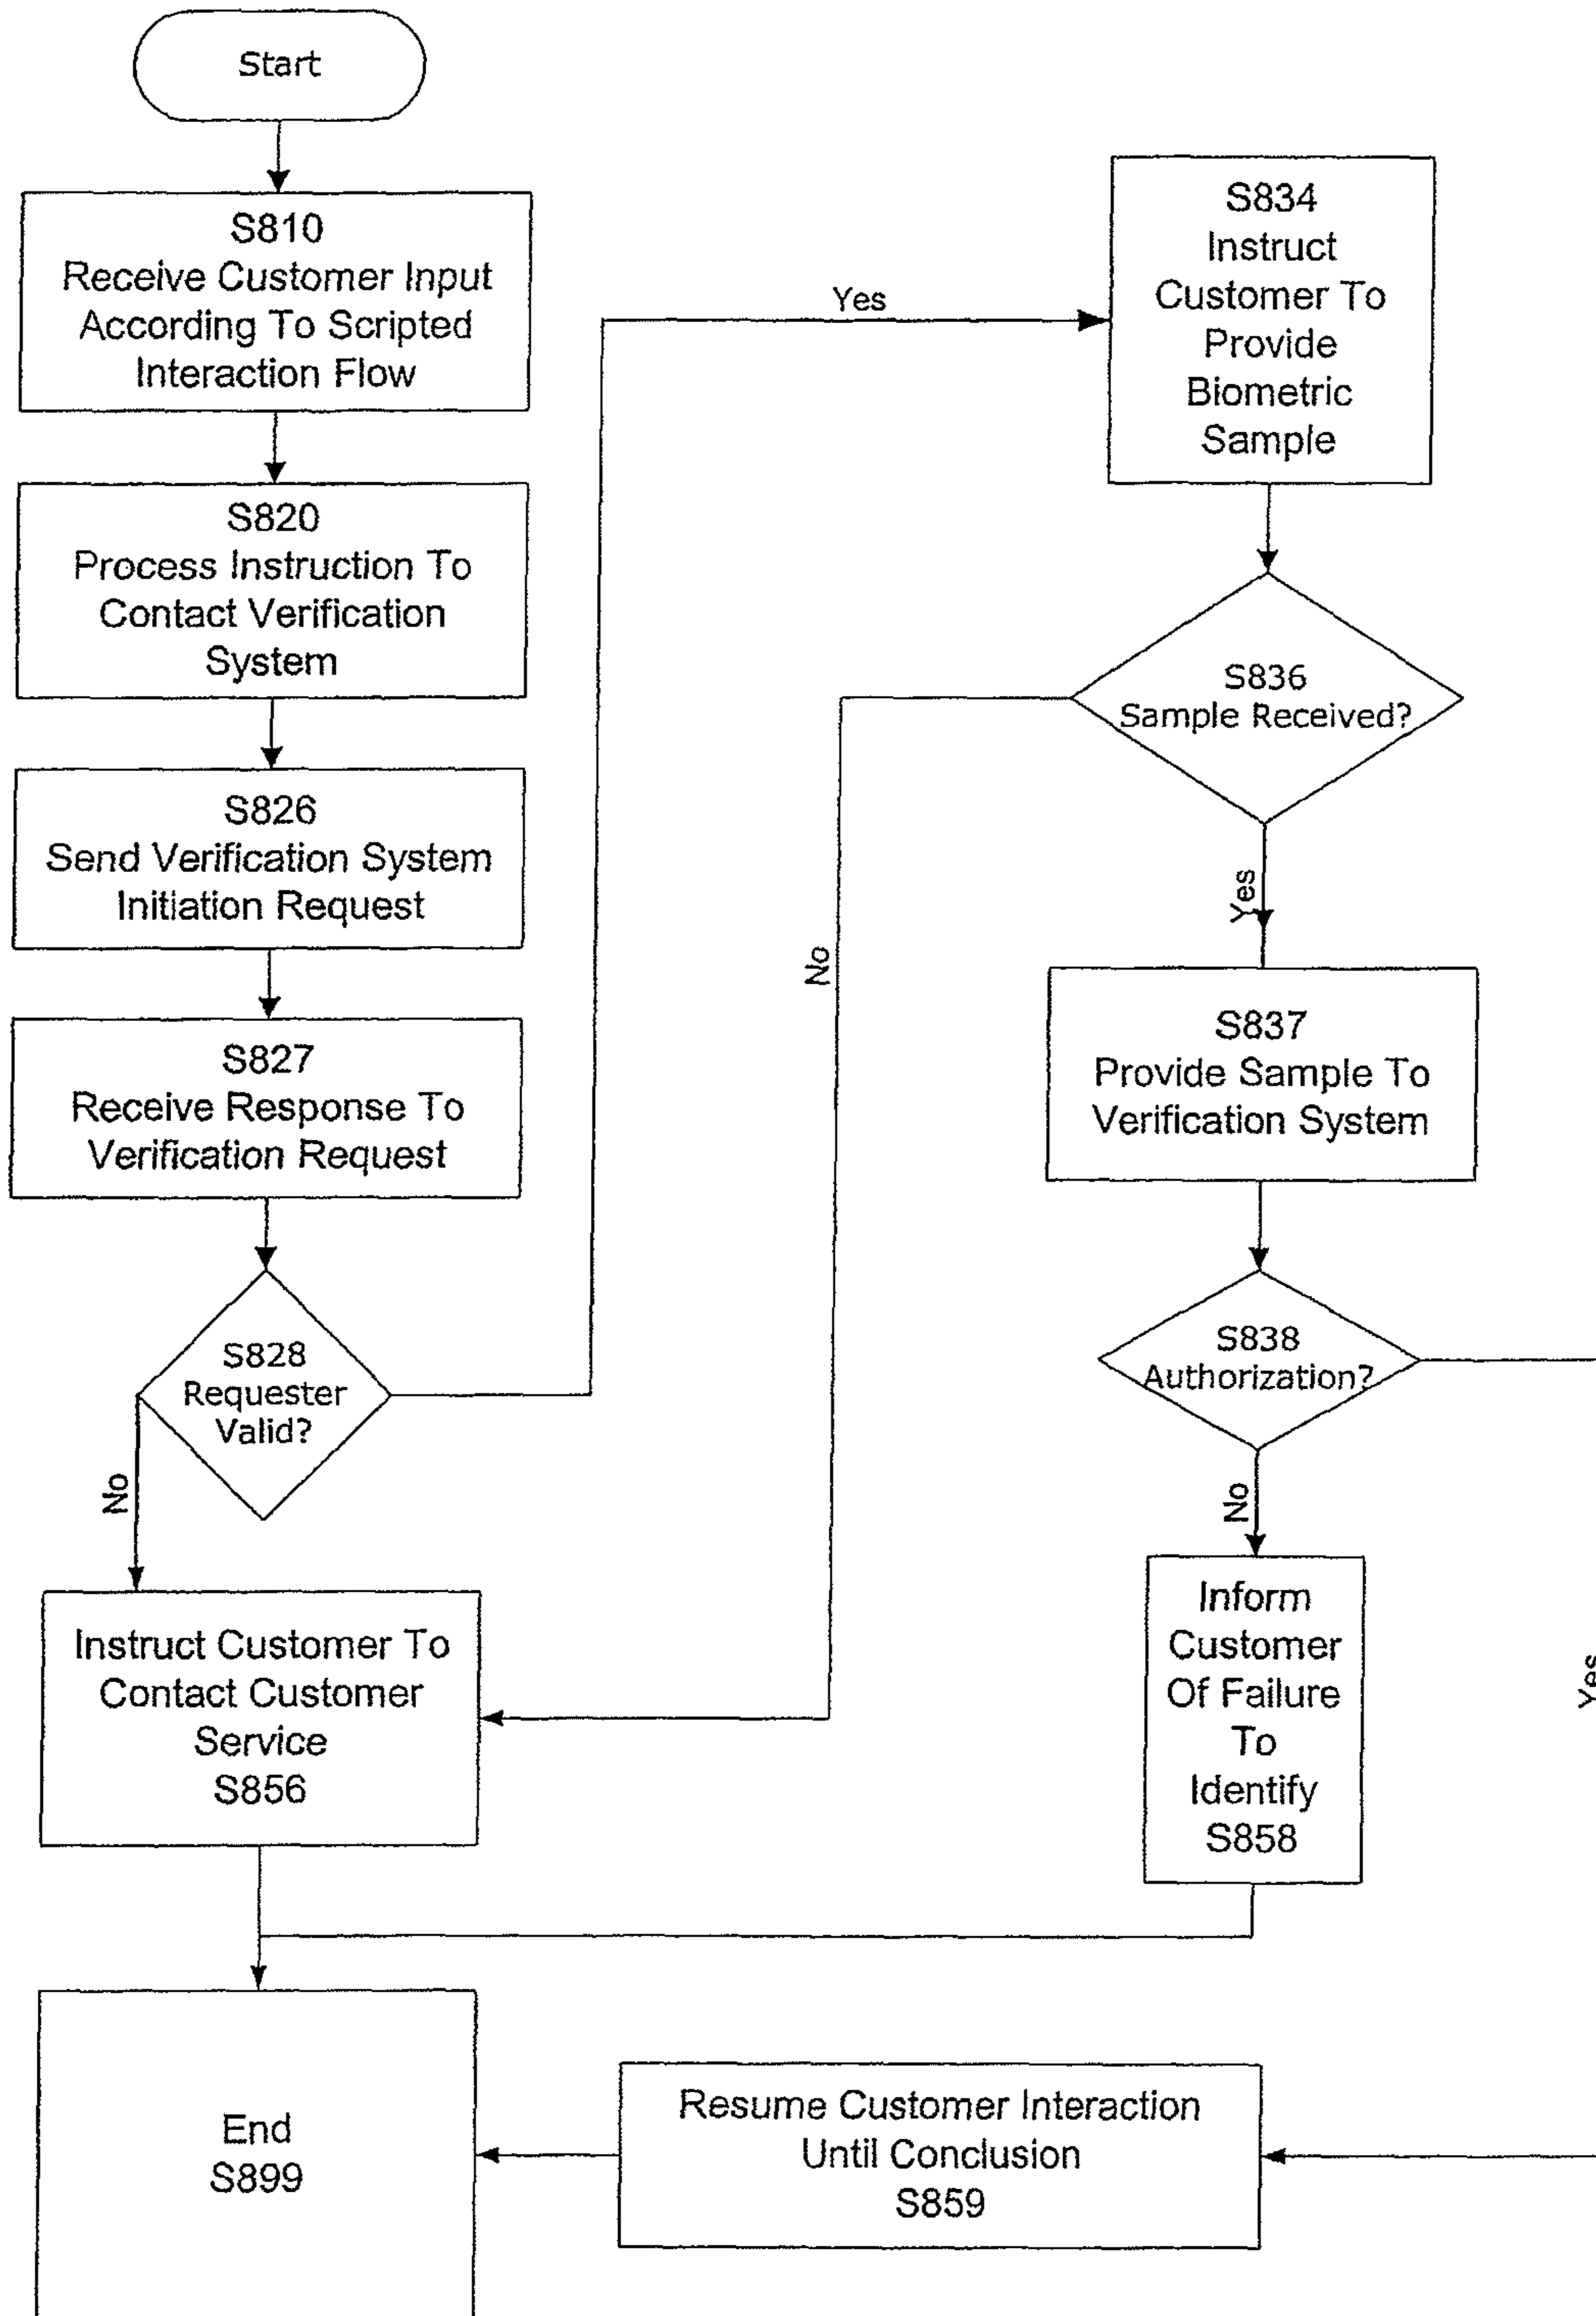 Start
S810
Receive Customer Input
According To Scripted
Interaction Flow
S820
Process Instruction To
Contact Verification
System
S826
Send Verification System
Initiation Request
S827
Receive Response To
Verification Request
S828
Requester
Valid?
No
Yes
Instruct Customer To
Contact Customer
Service
S856
S834
Instruct
Customer To
Provide
Biometric
Sample
S836
Sample Received?
No
Yes
S837
Provide Sample To
Verification System
S838
Authorization?
No
Yes
Inform
Customer
Of Failure
To
Identify
S858
Resume Customer Interaction
Until Conclusion
S859
End
S899